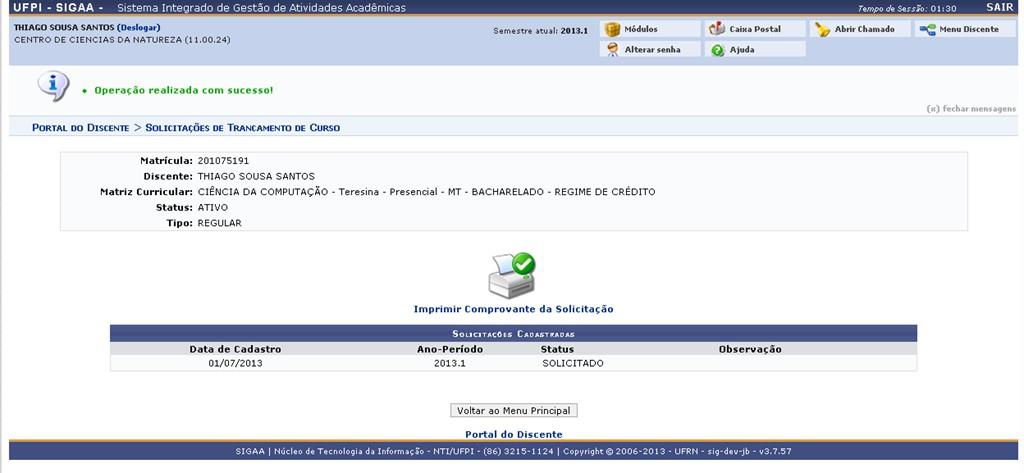 UFPI - SIGAA - Sistema Integrado de Gestão de Atividades Acadêmicas Tempo de Sessão: 01:30 SAIR
THIAGO SOUSA SANTOS (Deslogar) Semestre atual: 2013.1 Módulos Caixa Postal Abrir Chamado Menu Discente
CENTRO DE CIENCIAS DA NATUREZA (11.00.24) Alterar senha Ajuda
Operação realizada com sucesso!
(x) fechar mensagens
Portal do Discente > Solicitações de Trancamento de Curso
Matrícula: 201075191
Discente: THIAGO SOUSA SANTOS
Matriz Curricular: CIÊNCIA DA COMPUTAÇÃO - Teresina - Presencial - MT - BACHARELADO - REGIME DE CRÉDITO
Status: ATIVO
Tipo: REGULAR
Imprimir Comprovante da Solicitação
Solicitações Cadastradas
Data de Cadastro Ano-Período Status Observação
01/07/2013 2013.1 SOLICITADO
Voltar ao Menu Principal
Portal do Discente
SIGAA | Núcleo de Tecnologia da Informação - NTI/UFPI - (86) 3215-1124 | Copyright © 2006-2013 - UFRN - sig-dev-jb - v3.7.57